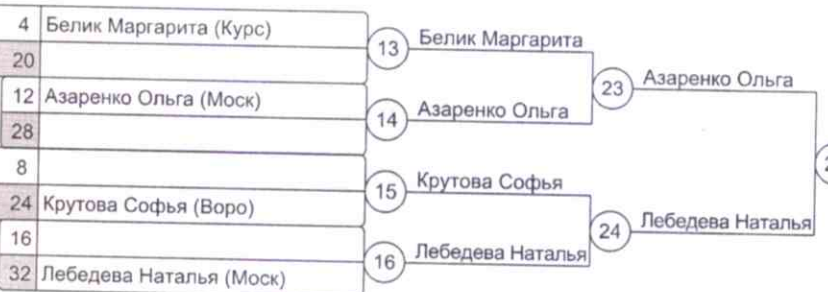 4 Белик Маргарита (Курс)
20
12 Азаренко Ольга (Моск)
28
8
24 Крутова Софья (Воро)
16
32 Лебедева Наталья (Моск)
13 Белик Маргарита
14 Азаренко Ольга
15 Крутова Софья
16 Лебедева Наталья
23 Азаренко Ольга
24 Лебедева Наталья